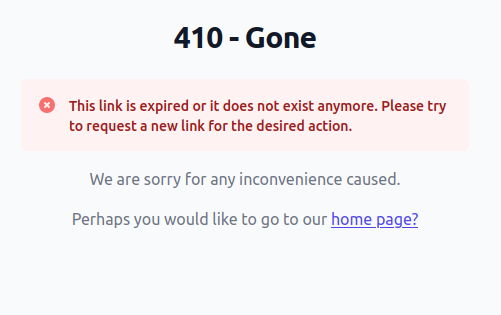 410 - Gone
This link is expired or it does not exist anymore. Please try
to request a new link for the desired action.
We are sorry for any inconvenience caused.
Perhaps you would like to go to our home page?